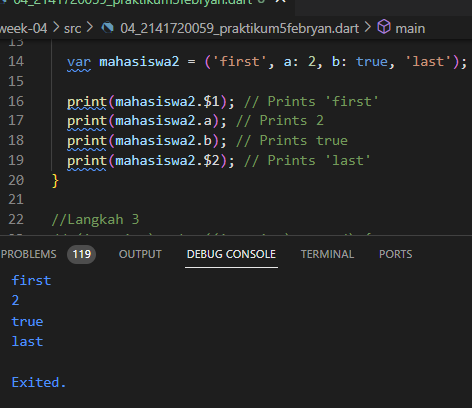 04_2141720059_praktikum5febryan.dart
week-04 > src > 04_2141720059_praktikum5febryan.dart > main
13
14 var mahasiswa2 = ('first', a: 2, b: true, 'last');
15
16 print(mahasiswa2.$1); // Prints 'first'
17 print(mahasiswa2.a); // Prints 2
18 print(mahasiswa2.b); // Prints true
19 print(mahasiswa2.$2); // Prints 'last'
20 }
21
22 //Langkah 3
PROBLEMS 119 OUTPUT DEBUG CONSOLE TERMINAL PORTS
first
2
true
last
Exited.